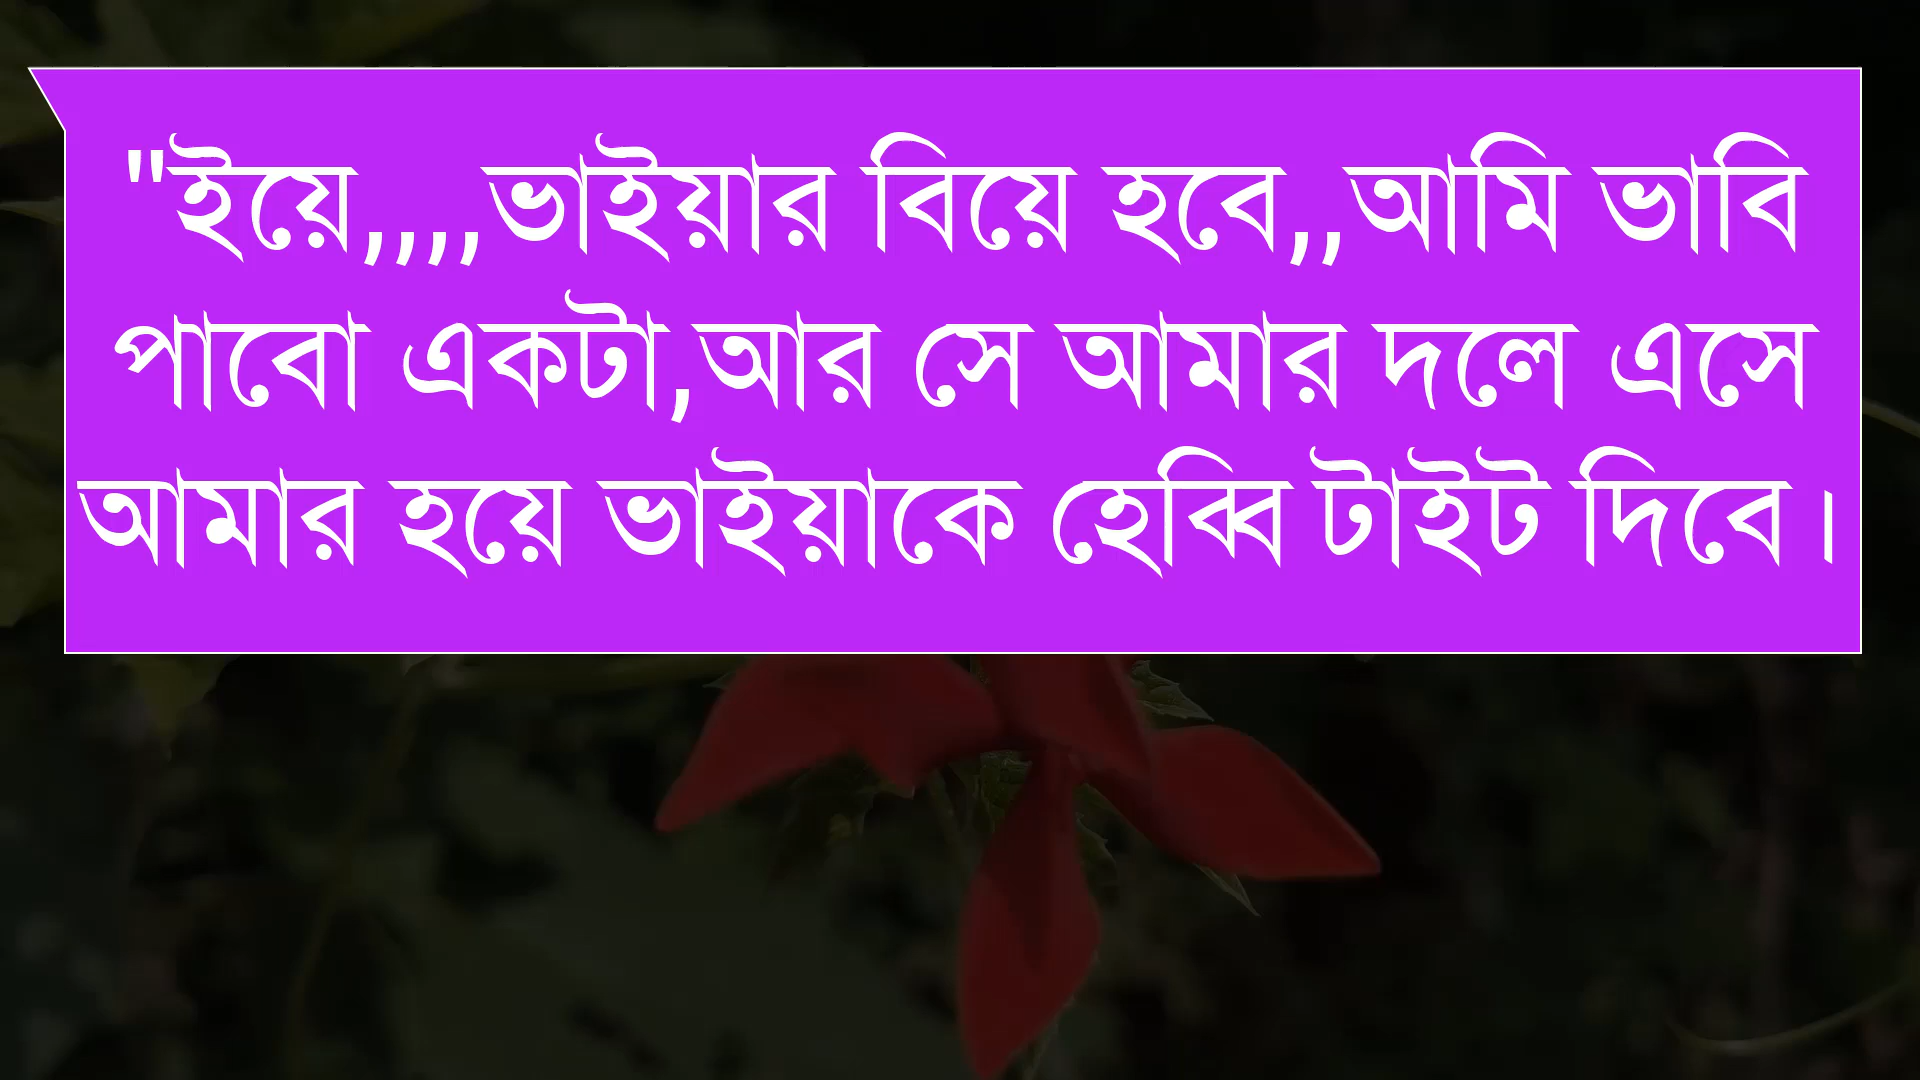 "ইয়ে,,,,ভাইয়ার বিয়ে হবে,,আমি ভাবি
পাবো একটা,আর সে আমার দলে এসে
আমার হয়ে ভাইয়াকে হেব্বি টাইট দিবে।